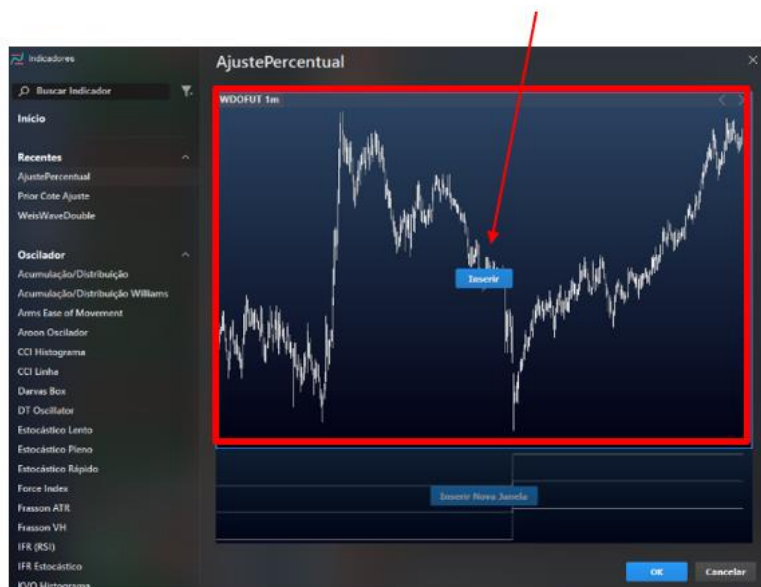 Indicadores
AjustePercentual
Buscar Indicador
WDOFUT 1m
Início
Recentes
AjustePercentual
Prior Cote Ajuste
WeisWaveDouble
Inserir
Oscilador
Acumulação/Distribuição
Acumulação/Distribuição Williams
Arms Ease of Movement
Aroon Oscilador
CCI Histograma
CCI Linha
Darvas Box
DT Oscillator
Estocástico Lento
Estocástico Pleno
Estocástico Rápido
Force Index
Frasson ATR
Frasson VH
IFR (RSI)
IFR Estocástico
KVO Histograma
Inserir Nova Janela
OK
Cancelar